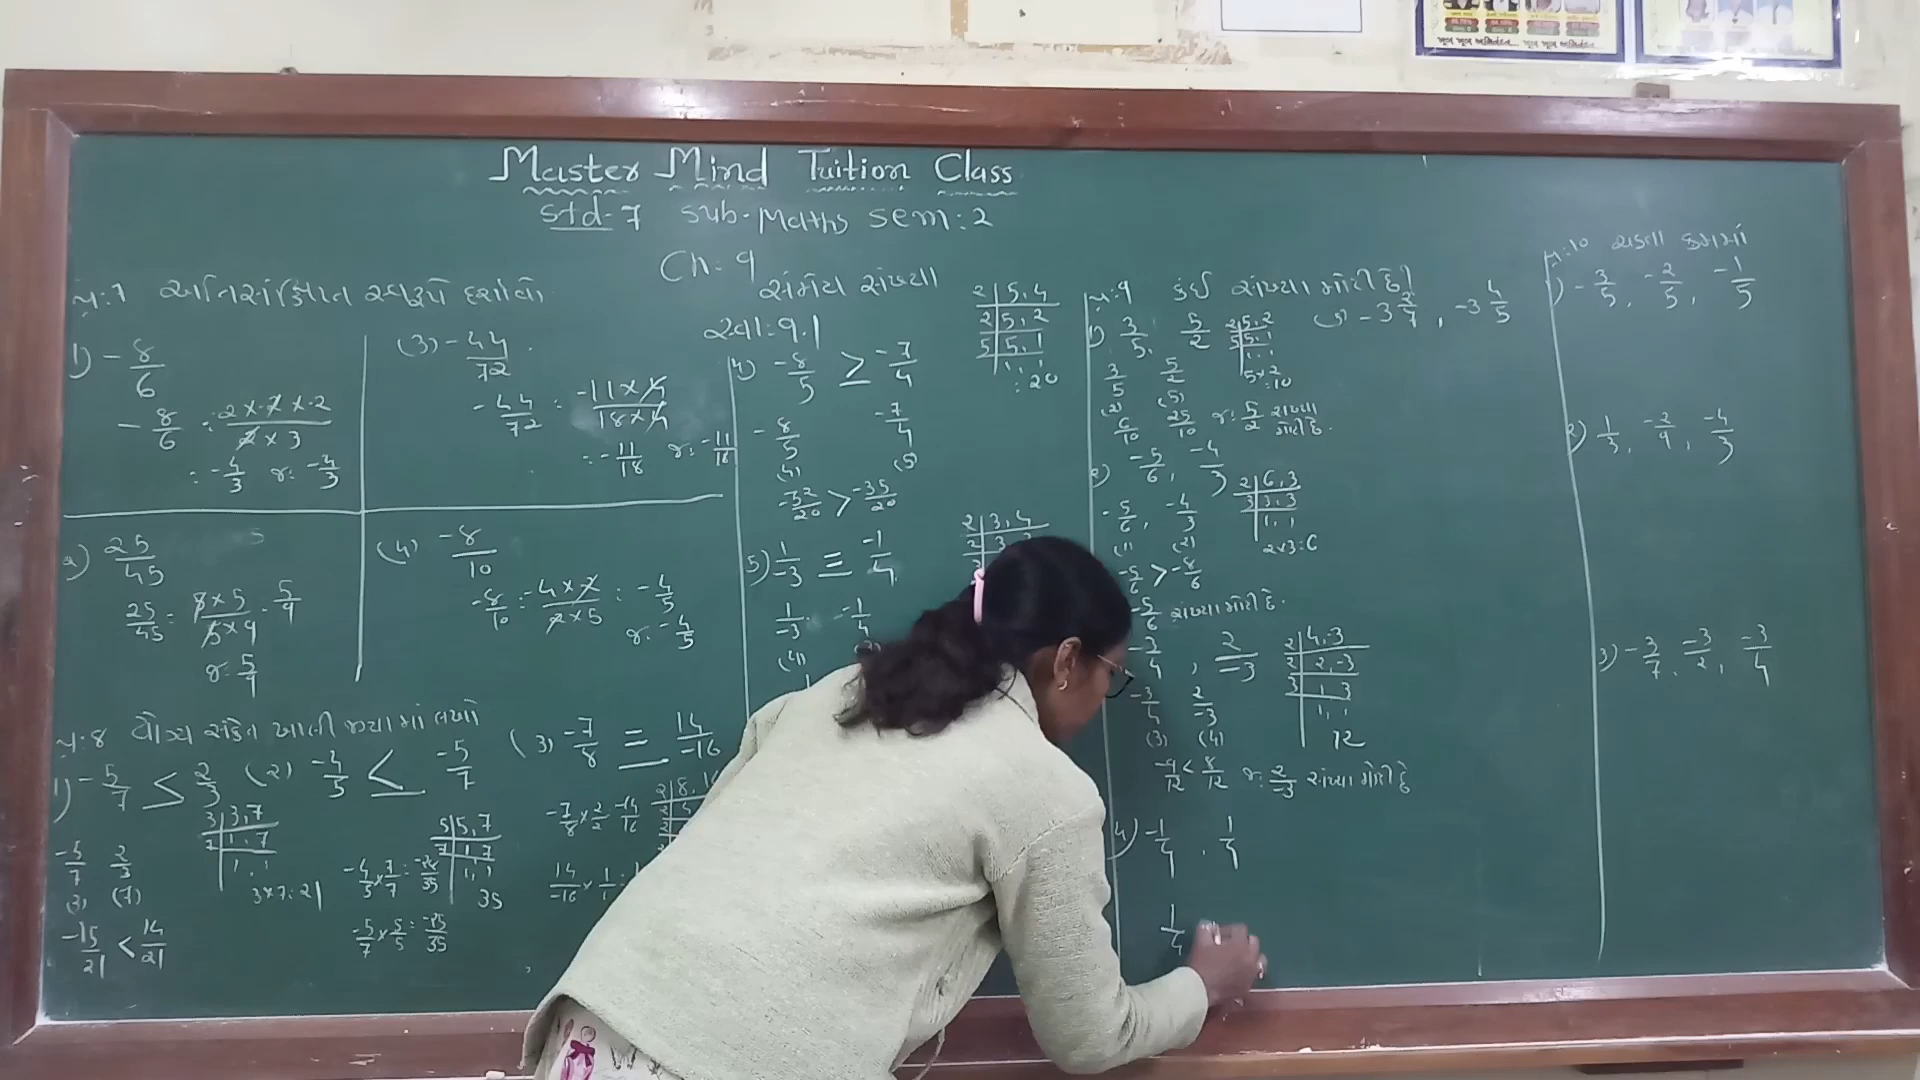 Master Mind Tuition Class
Std-7 Sub-Maths Sem:2
Ch: 9 સંમેય સંખ્યા
સ્વા:9.1
પ્ર:7 અતિસંક્ષિપ્ત સ્વરૂપે દર્શાવો.
1) -8/6
-8/6 = 2×-2×-2 / 2×3
= -4/3 જ: -4/3
(3) -44/72
-44/72 = -11×4 / 18×4
= -11/18 જ: -11/18
2) 25/45
25/45 = 5×5 / 5×9 = 5/9
જ: 5/9
(4) -8/10
-8/10 = -4×2 / 2×5 = -4/5
જ: -4/5
પ્ર:8 યોગ્ય સંકેત ખાલી જગ્યામાં લખો
1) -5/7 < 2/3
3 | 3,7
7 | 1,7
1,1
3×7=21
-5/7 2/3
(3) (7)
-15/21 < 14/21
(2) -4/5 < -5/7
5 | 5,7
7 | 1,7
1,1
35
-4/5 × 7/7 = -28/35
-5/7 × 5/5 = -25/35
(3) -7/8 = 14/-16
-7/8 × 2/2 = -14/16
14/-16 × 1/1 =
4) -8/5 > -7/4
2 | 5,4
2 | 5,2
5 | 5,1
1,1
:20
-8/5 -7/4
(4) (5)
-32/20 > -35/20
5) 1/-3 = -1/4
2 | 3,4
1/-3 -1/4
(4)
પ્ર:9 કઈ સંખ્યા મોટી છે?
1) 2/3, 5/2
2 | 5,2
5 | 5,1
1,1
5×2
=10
(2) (5)
6/10 25/10 જ: 5/2 સંખ્યા
મોટી છે.
2) -5/6, -4/3
2 | 6,3
3 | 3,3
1,1
2×3=6
-5/6, -4/3
(1) (2)
-5/6 > -8/6
-5/6 સંખ્યા મોટી છે.
-3/4, 2/-3
2 | 4,3
2 | 2,3
3 | 1,3
1,1
12
-3/4 2/-3
(3) (4)
-9/12 < 8/12 જ: 2/-3 સંખ્યા મોટી છે
4) -1/4, 1/4
1/4
5) -3 2/7, -3 4/5
પ્ર:10 ચડતા ક્રમમાં
1) -3/5, -2/5, -1/5
2) 1/3, -2/9, -4/3
3) -3/7, -3/2, -3/4